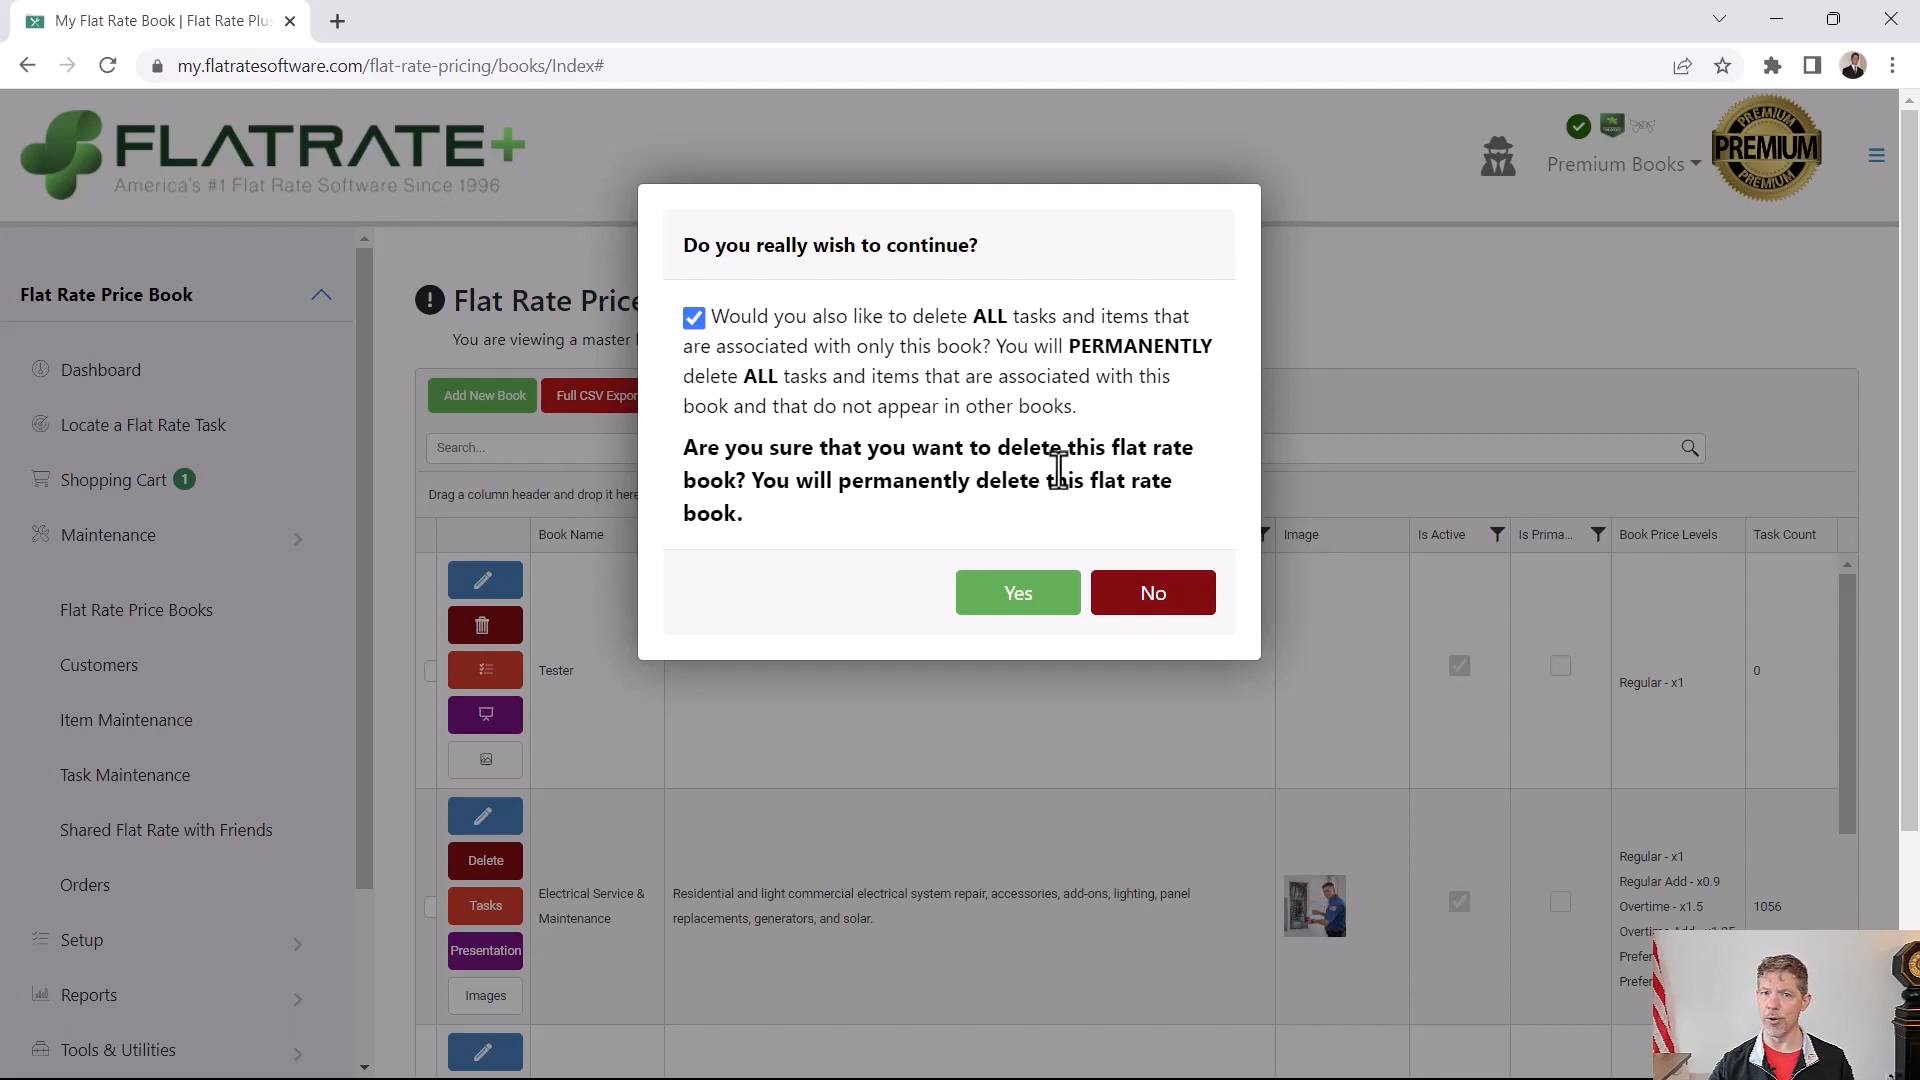 My Flat Rate Book | Flat Rate Plus
my.flatratesoftware.com/flat-rate-pricing/books/Index#
FLATRATE+
America's #1 Flat Rate Software Since 1996
Premium Books
PREMIUM
PREMIUM
PREMIUM
Do you really wish to continue?
Would you also like to delete ALL tasks and items that
are associated with only this book? You will PERMANENTLY
delete ALL tasks and items that are associated with this
book and that do not appear in other books.
Are you sure that you want to delete this flat rate
book? You will permanently delete this flat rate
book.
Yes
No
Flat Rate Price Book
Dashboard
Locate a Flat Rate Task
Shopping Cart 1
Maintenance
Flat Rate Price Books
Customers
Item Maintenance
Task Maintenance
Shared Flat Rate with Friends
Orders
Setup
Reports
Tools & Utilities
Flat Rate Price
You are viewing a master
Add New Book
Full CSV Expor
Search...
Drag a column header and drop it here
Book Name
Image
Is Active
Is Prima...
Book Price Levels
Task Count
Tester
Regular - x1
0
Delete
Tasks
Presentation
Images
Electrical Service &
Maintenance
Residential and light commercial electrical system repair, accessories, add-ons, lighting, panel
replacements, generators, and solar.
Regular - x1
Regular Add - x0.9
Overtime - x1.5
Overti
Prefer
Prefer
1056